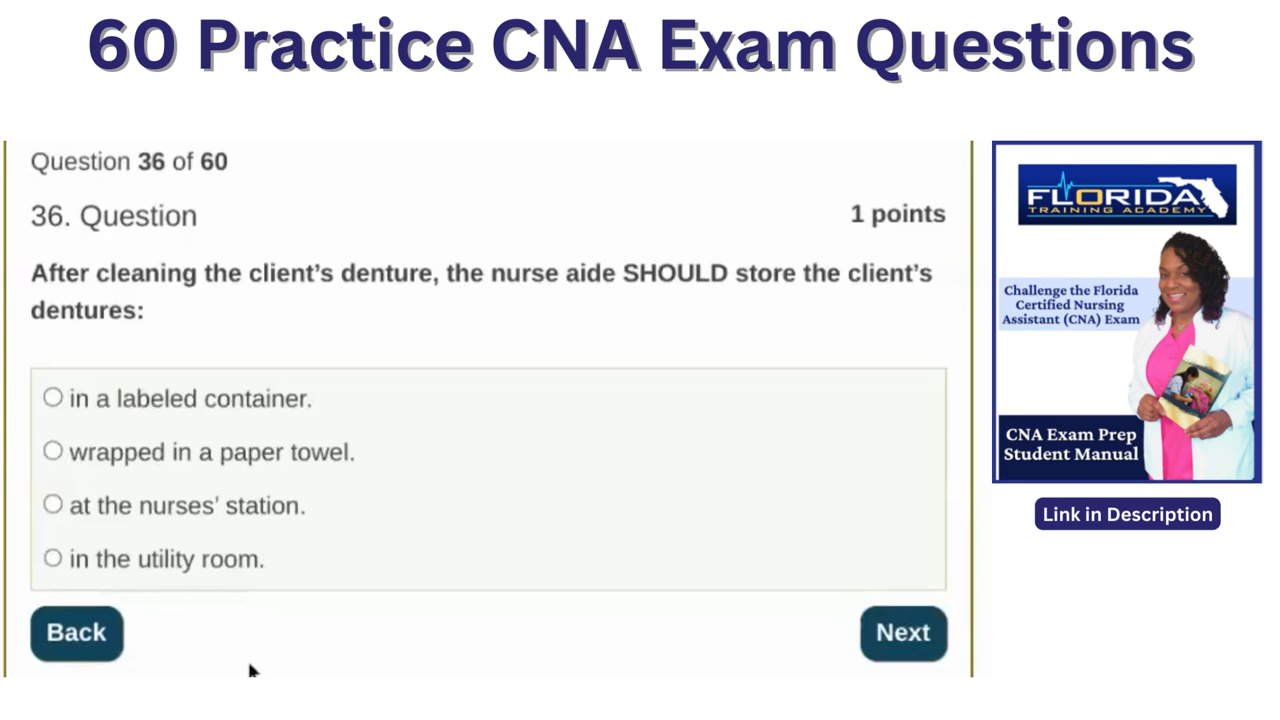 60 Practice CNA Exam Questions
Question 36 of 60
36. Question
1 points
After cleaning the client’s denture, the nurse aide SHOULD store the client’s
dentures:
in a labeled container.
wrapped in a paper towel.
at the nurses’ station.
in the utility room.
Back
Next
FLORIDA
TRAINING ACADEMY
Challenge the Florida
Certified Nursing
Assistant (CNA) Exam
CNA Exam Prep
Student Manual
Link in Description